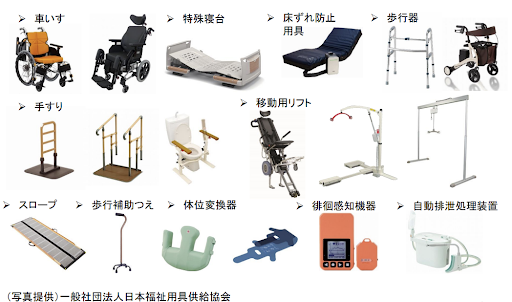 ➤ 車いす
➤ 特殊寝台
➤ 床ずれ防止
用具
➤ 歩行器
➤ 手すり
➤ 移動用リフト
➤ スロープ
➤ 歩行補助つえ
➤ 体位変換器
➤ 徘徊感知機器
➤ 自動排泄処理装置
（写真提供）一般社団法人日本福祉用具供給協会